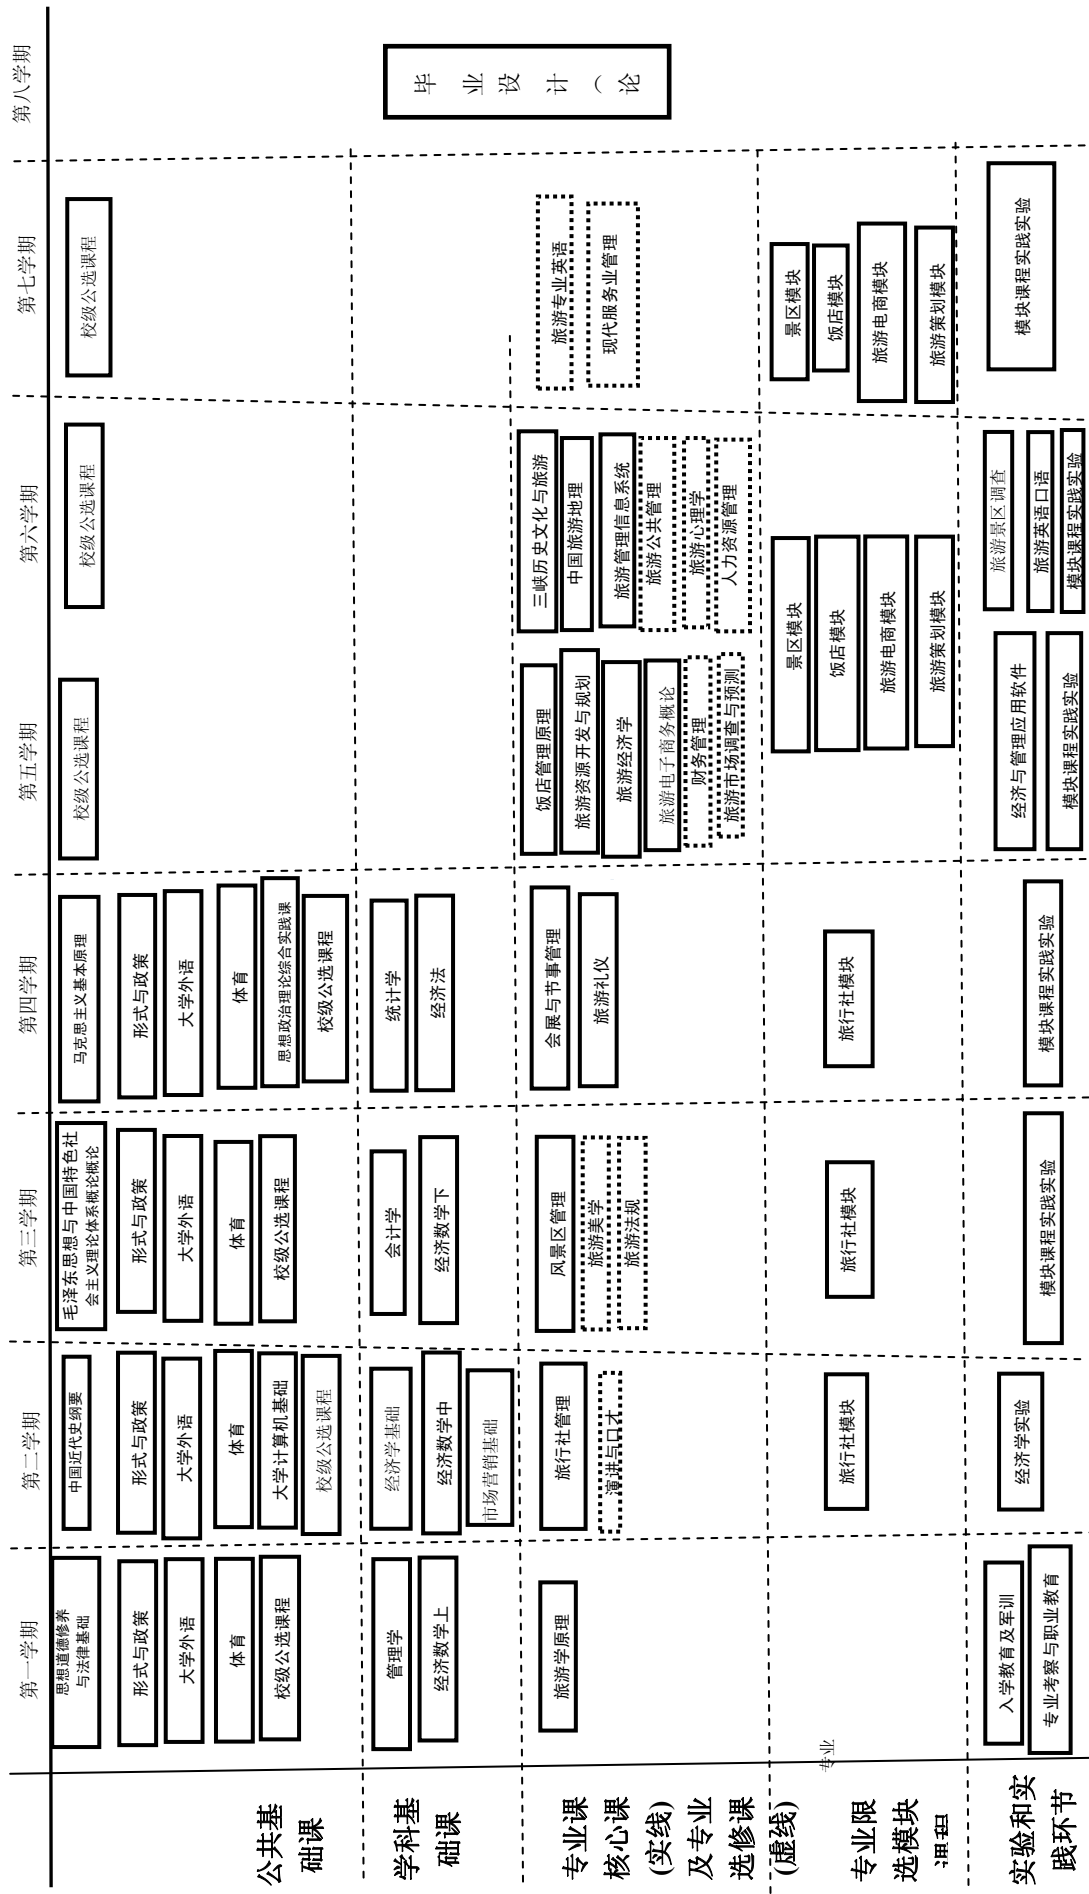 第一学期
第二学期
第三学期
第四学期
第五学期
第六学期
第七学期
第八学期
公共基
础课
思想道德修养
与法律基础
形式与政策
大学外语
体育
校级公选课程
中国近代史纲要
形式与政策
大学外语
体育
大学计算机基础
校级公选课程
毛泽东思想与中国特色社
会主义理论体系概论概论
形式与政策
大学外语
体育
校级公选课程
马克思主义基本原理
形式与政策
大学外语
体育
思想政治理论综合实践课
校级公选课程
校级公选课程
校级公选课程
校级公选课程
学科基
础课
管理学
经济数学上
经济学基础
经济数学中
市场营销基础
会计学
经济数学下
统计学
经济法
毕业设计（论
专业课
核心课
(实线)
及专业
选修课
(虚线)
旅游学原理
旅行社管理
演讲与口才
风景区管理
旅游美学
旅游法规
会展与节事管理
旅游礼仪
饭店管理原理
旅游资源开发与规划
旅游经济学
旅游电子商务概论
财务管理
旅游市场调查与预测
三峡历史文化与旅游
中国旅游地理
旅游管理信息系统
旅游公共管理
旅游心理学
人力资源管理
旅游专业英语
现代服务业管理
专业限
选模块
课程
专业
旅行社模块
旅行社模块
旅行社模块
景区模块
饭店模块
旅游电商模块
旅游策划模块
景区模块
饭店模块
旅游电商模块
旅游策划模块
实验和实
践环节
入学教育及军训
专业考察与职业教育
经济学实验
模块课程实践实验
模块课程实践实验
经济与管理应用软件
模块课程实践实验
旅游景区调查
旅游英语口语
模块课程实践实验
模块课程实践实验